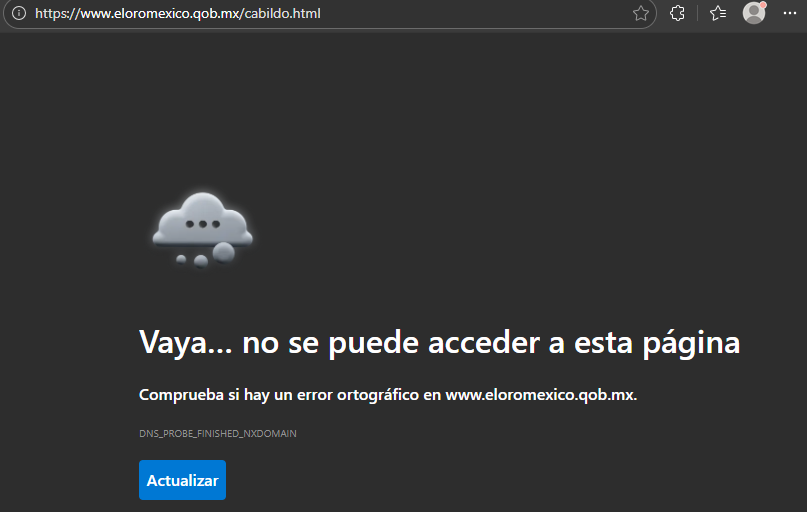 https://www.eloromexico.qob.mx/cabildo.html
Vaya... no se puede acceder a esta página
Comprueba si hay un error ortográfico en www.eloromexico.qob.mx.
DNS_PROBE_FINISHED_NXDOMAIN
Actualizar